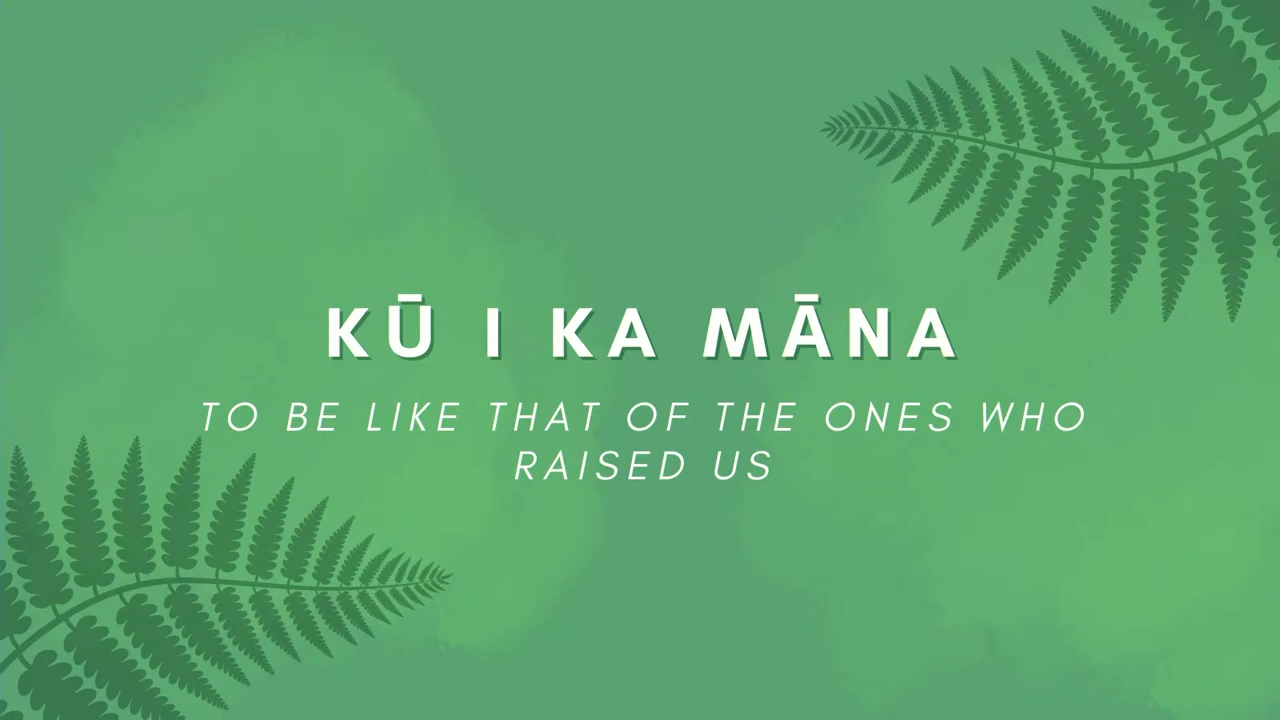 KŪ I KA MĀNA
TO BE LIKE THAT OF THE ONES WHO
RAISED US